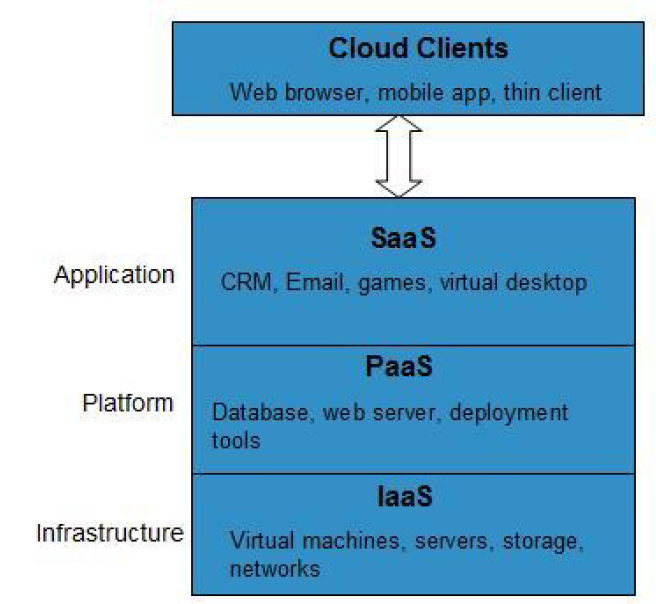 Cloud Clients
Web browser, mobile app, thin client
SaaS
Application
CRM, Email, games, virtual desktop
PaaS
Platform
Database, web server, deployment
tools
IaaS
Infrastructure
Virtual machines, servers, storage,
networks